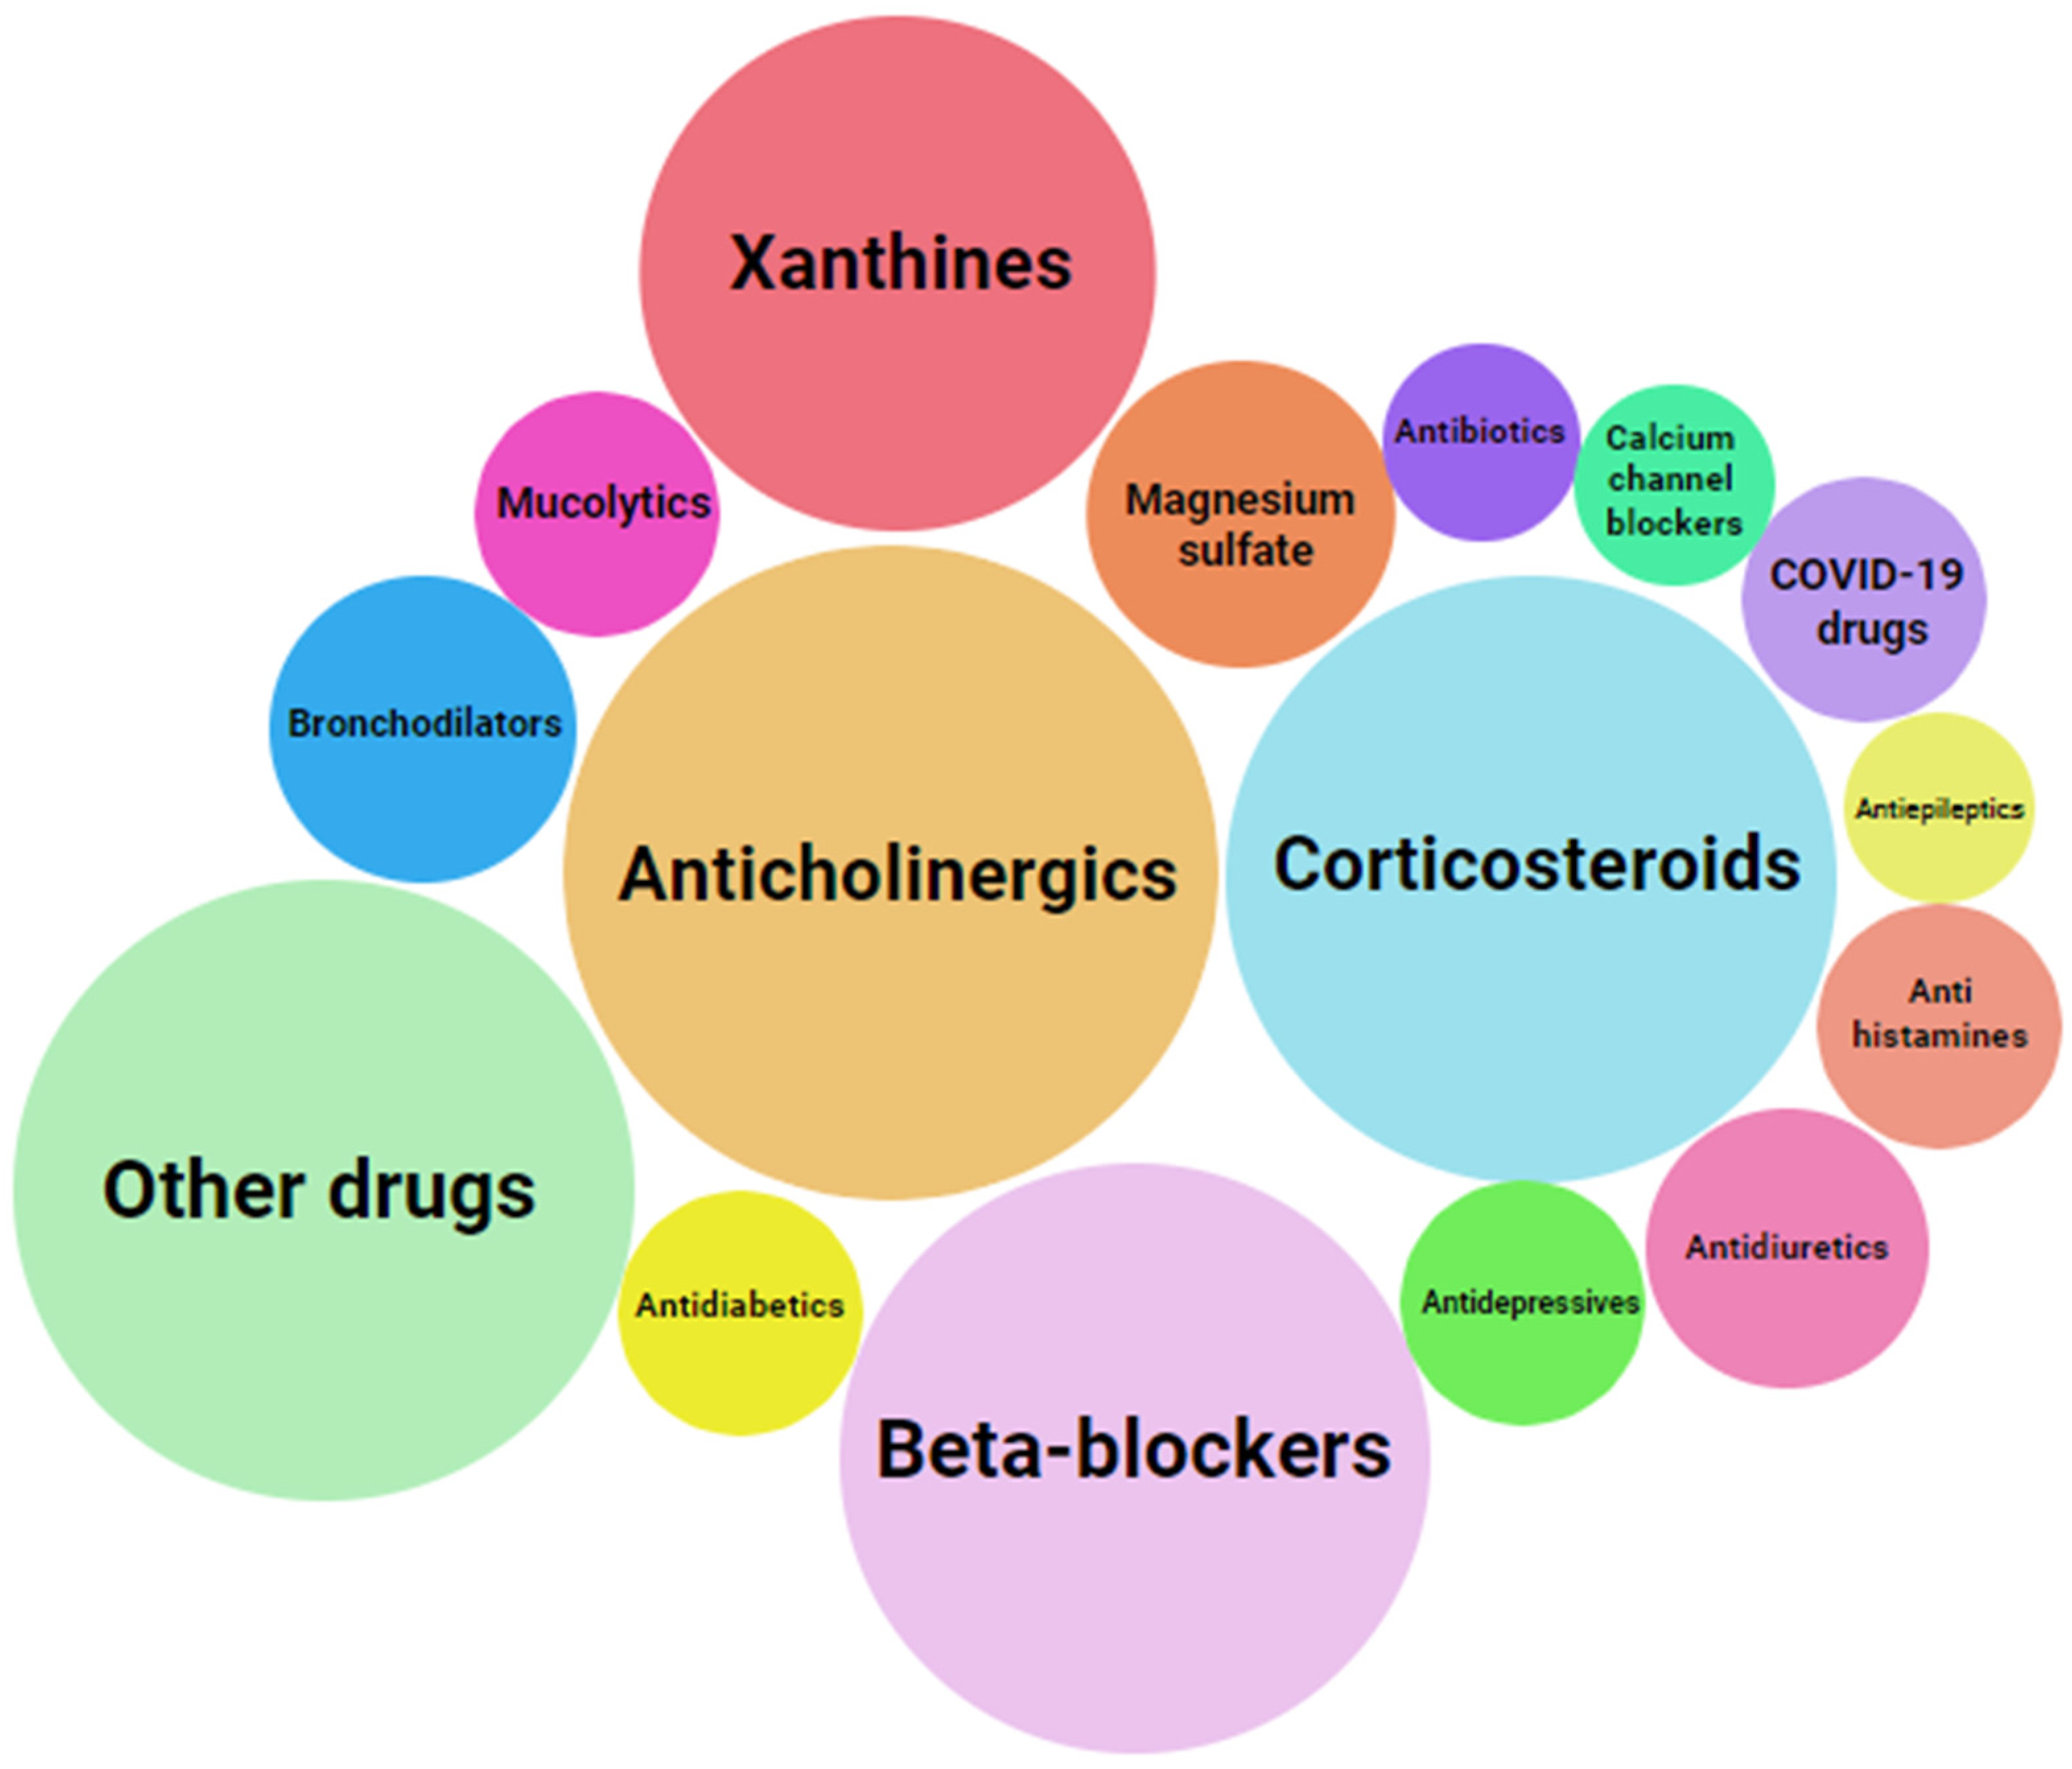 Xanthines
Mucolytics
Magnesium
sulfate
Antibiotics
Calcium
channel
blockers
COVID-19
drugs
Bronchodilators
Anticholinergics
Corticosteroids
Antiepileptics
Anti
histamines
Other drugs
Antidiabetics
Beta-blockers
Antidepressives
Antidiuretics